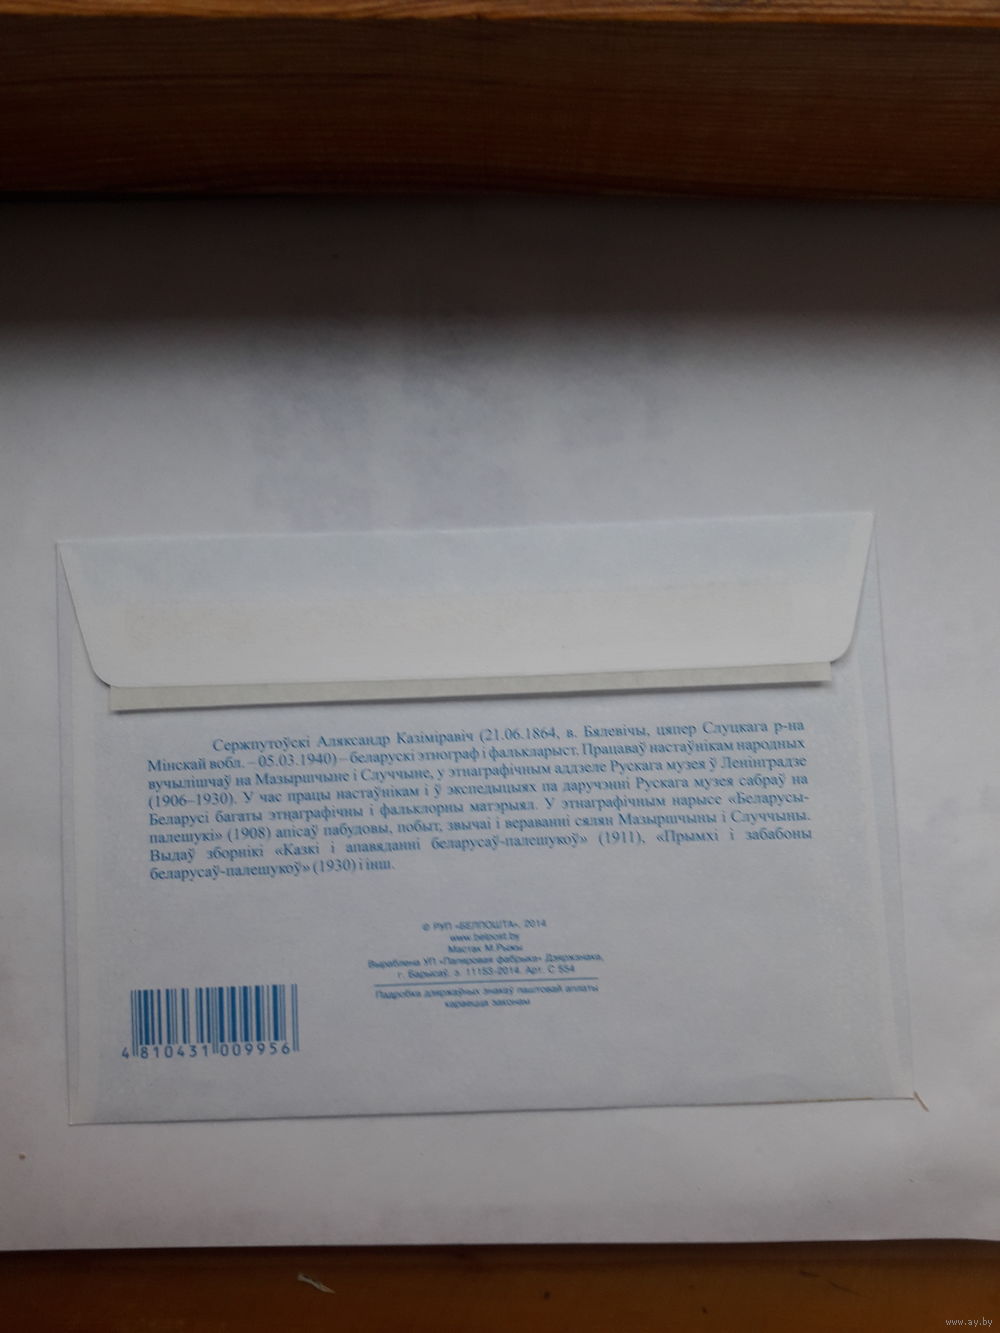 Сержпутоўскі Аляксандр Казіміравіч (21.06.1864, в. Бялевічы, цяпер Слуцкага р-на
Мінскай вобл. – 05.03.1940) – беларускі этнограф і фалькларыст. Працаваў настаўнікам народных
вучылішчаў на Мазыршчыне і Случчыне, у этнаграфічным аддзеле Рускага музея ў Ленінградзе
(1906–1930). У час працы настаўнікам і ў экспедыцыях па даручэнні Рускага музея сабраў на
Беларусі багаты этнаграфічны і фальклорны матэрыял. У этнаграфічным нарысе «Беларусы-
палешукі» (1908) апісаў пабудовы, побыт, звычаі і вераванні сялян Мазыршчыны і Случчыны.
Выдаў зборнікі «Казкі і апавяданні беларусаў-палешукоў» (1911), «Прымхі і забабоны
беларусаў-палешукоў» (1930) і інш.
© РУП «БЕЛПОШТА», 2014
www.belpost.by
Мастак М.Рыжы
Выраблена УП «Папяровая фабрыка» Дзяржзнака,
г. Барысаў, з. 11153-2014. Арт. С 554
Падробка дзяржаўных знакаў паштовай аплаты
караецца законам
4 810431 009956
www.ay.by